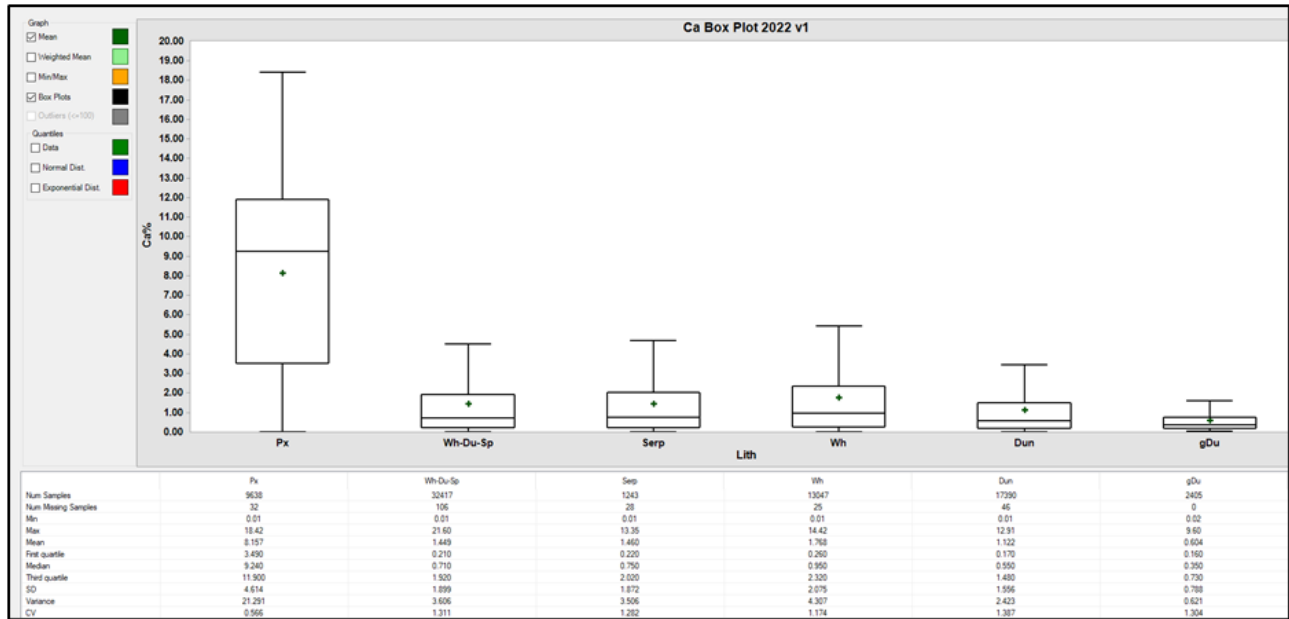 Graph
Mean
Weighted Mean
Min/Max
Box Plots
Outliers (<=100)
Quantiles
Data
Normal Dist.
Exponential Dist.
Ca Box Plot 2022 v1
20.00
19.00
18.00
17.00
16.00
15.00
14.00
13.00
12.00
11.00
10.00
9.00
8.00
7.00
6.00
5.00
4.00
3.00
2.00
1.00
0.00
Ca%
Px Wh-Du-Sp Serp Wh Dun gDu
Lith
Px Wh-Du-Sp Serp Wh Dun gDu
Num Samples 9638 32417 1243 13047 17390 2405
Num Missing Samples 32 106 28 25 46 0
Min 0.01 0.01 0.01 0.01 0.01 0.02
Max 18.42 21.60 13.35 14.42 12.91 9.60
Mean 8.157 1.449 1.460 1.768 1.122 0.604
First quartile 3.490 0.210 0.220 0.260 0.170 0.160
Median 9.240 0.710 0.750 0.950 0.550 0.350
Third quartile 11.900 1.920 2.020 2.320 1.480 0.730
SD 4.614 1.899 1.872 2.075 1.556 0.788
Variance 21.291 3.606 3.506 4.307 2.423 0.621
CV 0.566 1.311 1.282 1.174 1.387 1.304